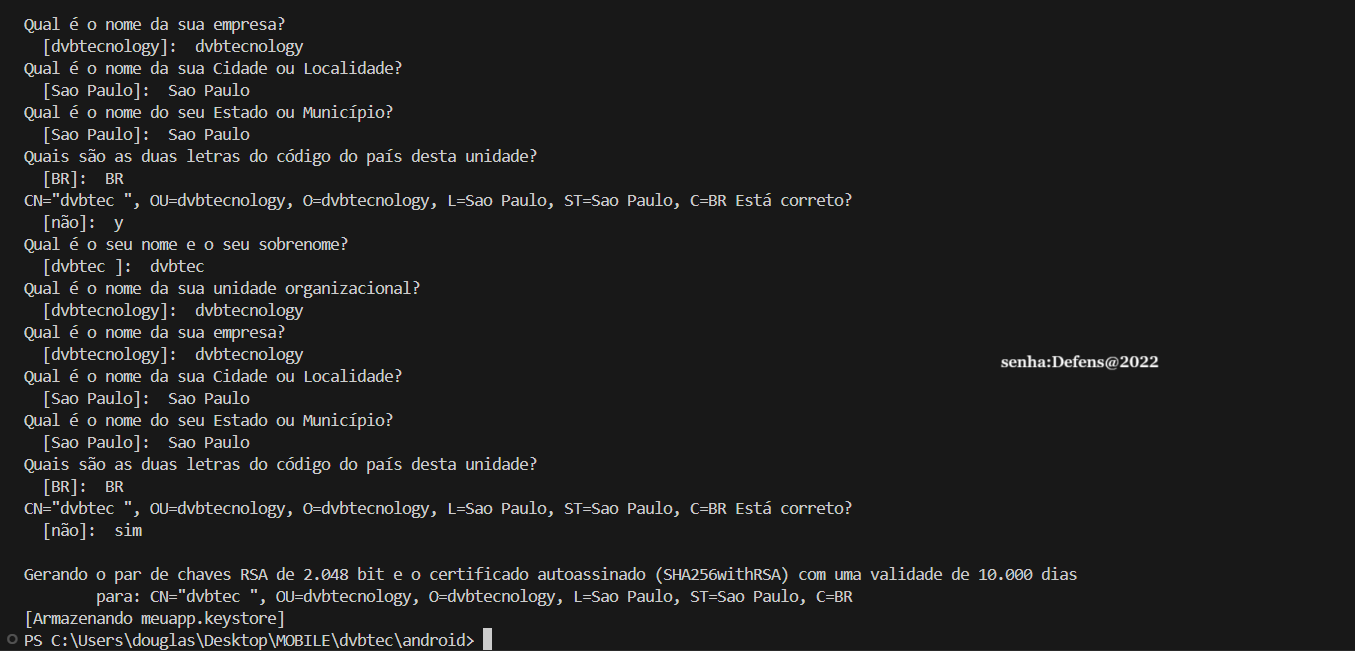 Qual é o nome da sua empresa?
[dvbtecnology]: dvbtecnology
Qual é o nome da sua Cidade ou Localidade?
[Sao Paulo]: Sao Paulo
Qual é o nome do seu Estado ou Município?
[Sao Paulo]: Sao Paulo
Quais são as duas letras do código do país desta unidade?
[BR]: BR
CN="dvbtec ", OU=dvbtecnology, O=dvbtecnology, L=Sao Paulo, ST=Sao Paulo, C=BR Está correto?
[não]: y
Qual é o seu nome e o seu sobrenome?
[dvbtec ]: dvbtec
Qual é o nome da sua unidade organizacional?
[dvbtecnology]: dvbtecnology
Qual é o nome da sua empresa?
[dvbtecnology]: dvbtecnology
senha:Defens@2022
Qual é o nome da sua Cidade ou Localidade?
[Sao Paulo]: Sao Paulo
Qual é o nome do seu Estado ou Município?
[Sao Paulo]: Sao Paulo
Quais são as duas letras do código do país desta unidade?
[BR]: BR
CN="dvbtec ", OU=dvbtecnology, O=dvbtecnology, L=Sao Paulo, ST=Sao Paulo, C=BR Está correto?
[não]: sim
Gerando o par de chaves RSA de 2.048 bit e o certificado autoassinado (SHA256withRSA) com uma validade de 10.000 dias
para: CN="dvbtec ", OU=dvbtecnology, O=dvbtecnology, L=Sao Paulo, ST=Sao Paulo, C=BR
[Armazenando meuapp.keystore]
PS C:\Users\douglas\Desktop\MOBILE\dvbtec\android>